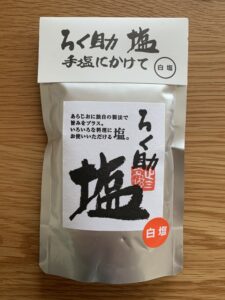 ろく助 塩
手塩にかけて
白塩
あらじおに独自の製法で
旨みをプラス。
いろいろな料理に
お使いいただける塩。
ろく助
塩
白塩